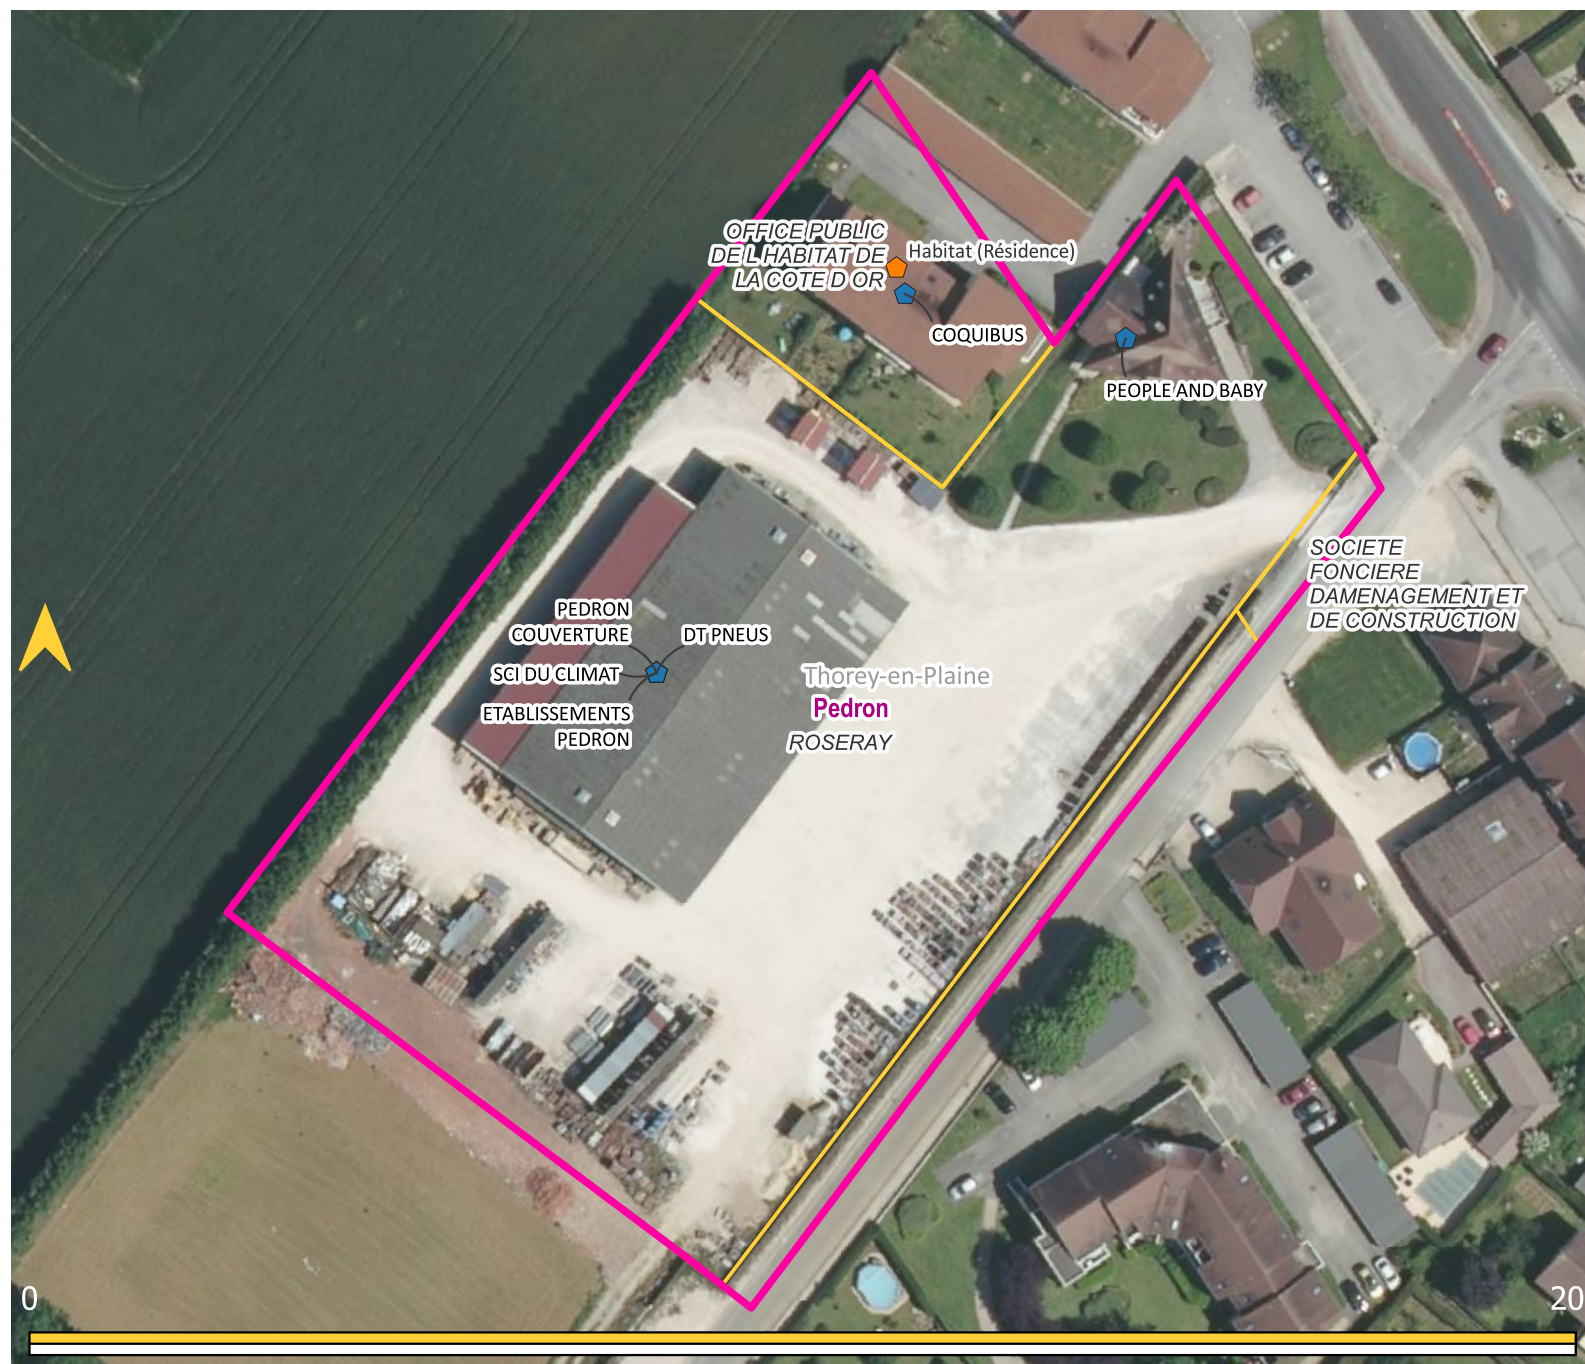 OFFICE PUBLIC
DE L HABITAT DE
LA COTE D OR
Habitat (Résidence)
COQUIBUS
PEOPLE AND BABY
SOCIETE
FONCIERE
DAMENAGEMENT ET
DE CONSTRUCTION
PEDRON
COUVERTURE
DT PNEUS
SCI DU CLIMAT
ETABLISSEMENTS
PEDRON
Thorey-en-Plaine
Pedron
ROSERAY
0
20